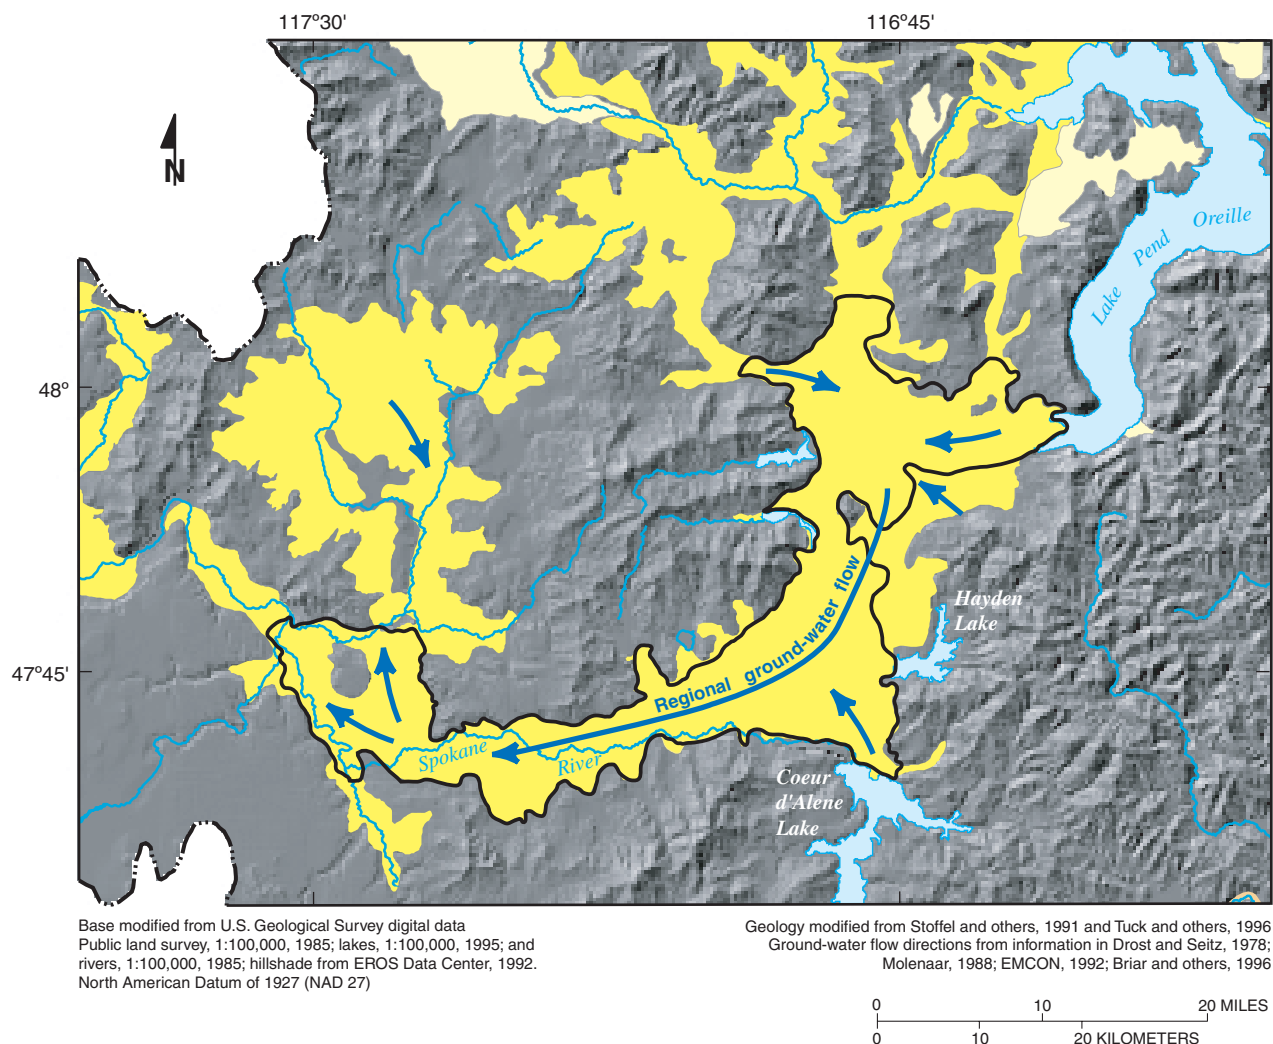 117º30'
116º45'
N
Lake Pend Oreille
48º
Regional ground-water flow
Hayden
Lake
47º45'
Spokane River
Coeur
d'Alene
Lake
Base modified from U.S. Geological Survey digital data
Public land survey, 1:100,000, 1985; lakes, 1:100,000, 1995; and
rivers, 1:100,000, 1985; hillshade from EROS Data Center, 1992.
North American Datum of 1927 (NAD 27)
Geology modified from Stoffel and others, 1991 and Tuck and others, 1996
Ground-water flow directions from information in Drost and Seitz, 1978;
Molenaar, 1988; EMCON, 1992; Briar and others, 1996
0 10 20 MILES
0 10 20 KILOMETERS